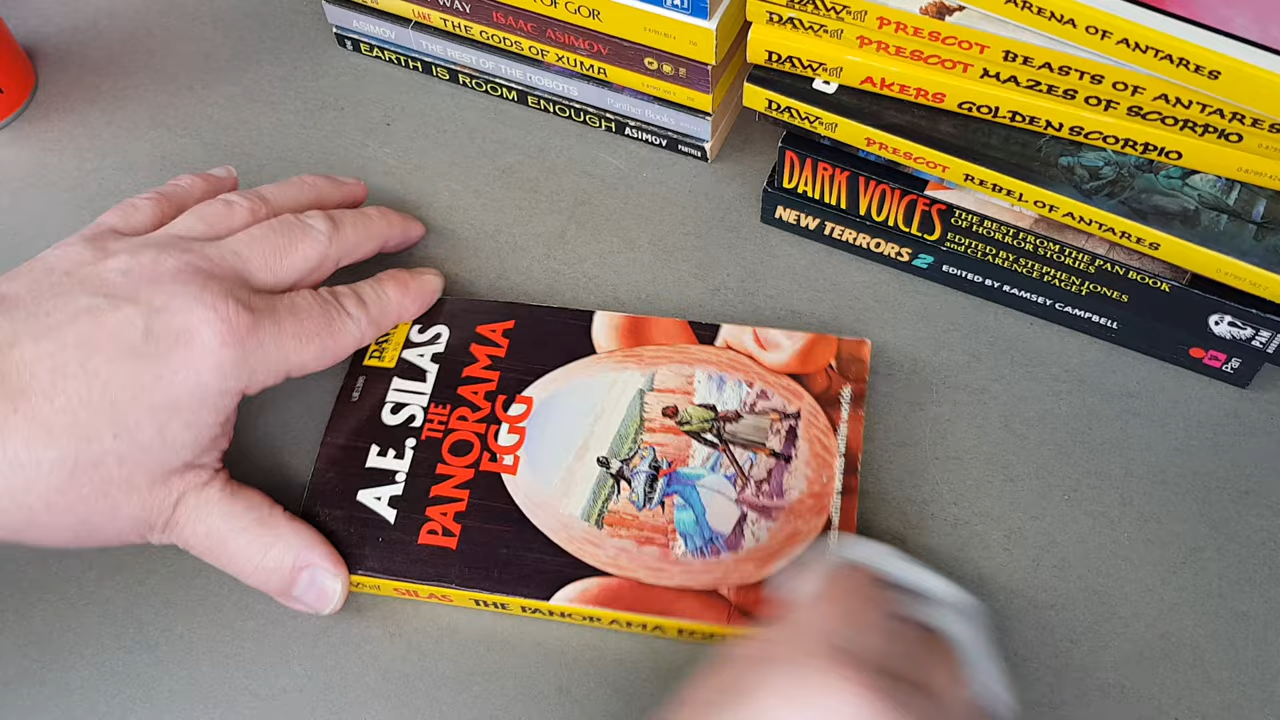 OF GOR
WAY ISAAC ASIMOV
LAKE THE GODS OF XUMA
ASIMOV THE REST OF THE ROBOTS Panther Books
EARTH IS ROOM ENOUGH ASIMOV PANTHER
ARENA OF ANTARES
DAW PRESCOT BEASTS OF ANTARES
DAW PRESCOT MAZES OF SCORPIO
DAW AKERS GOLDEN SCORPIO
DAW PRESCOT REBEL OF ANTARES
DARK VOICES
THE BEST FROM THE PAN BOOK
OF HORROR STORIES
EDITED BY STEPHEN JONES
and CLARENCE PAGET
PAN
NEW TERRORS 2 EDITED BY RAMSEY CAMPBELL
Pan
DAW
A.E. SILAS
THE
PANORAMA
EGG
SILAS THE PANORAMA EGG